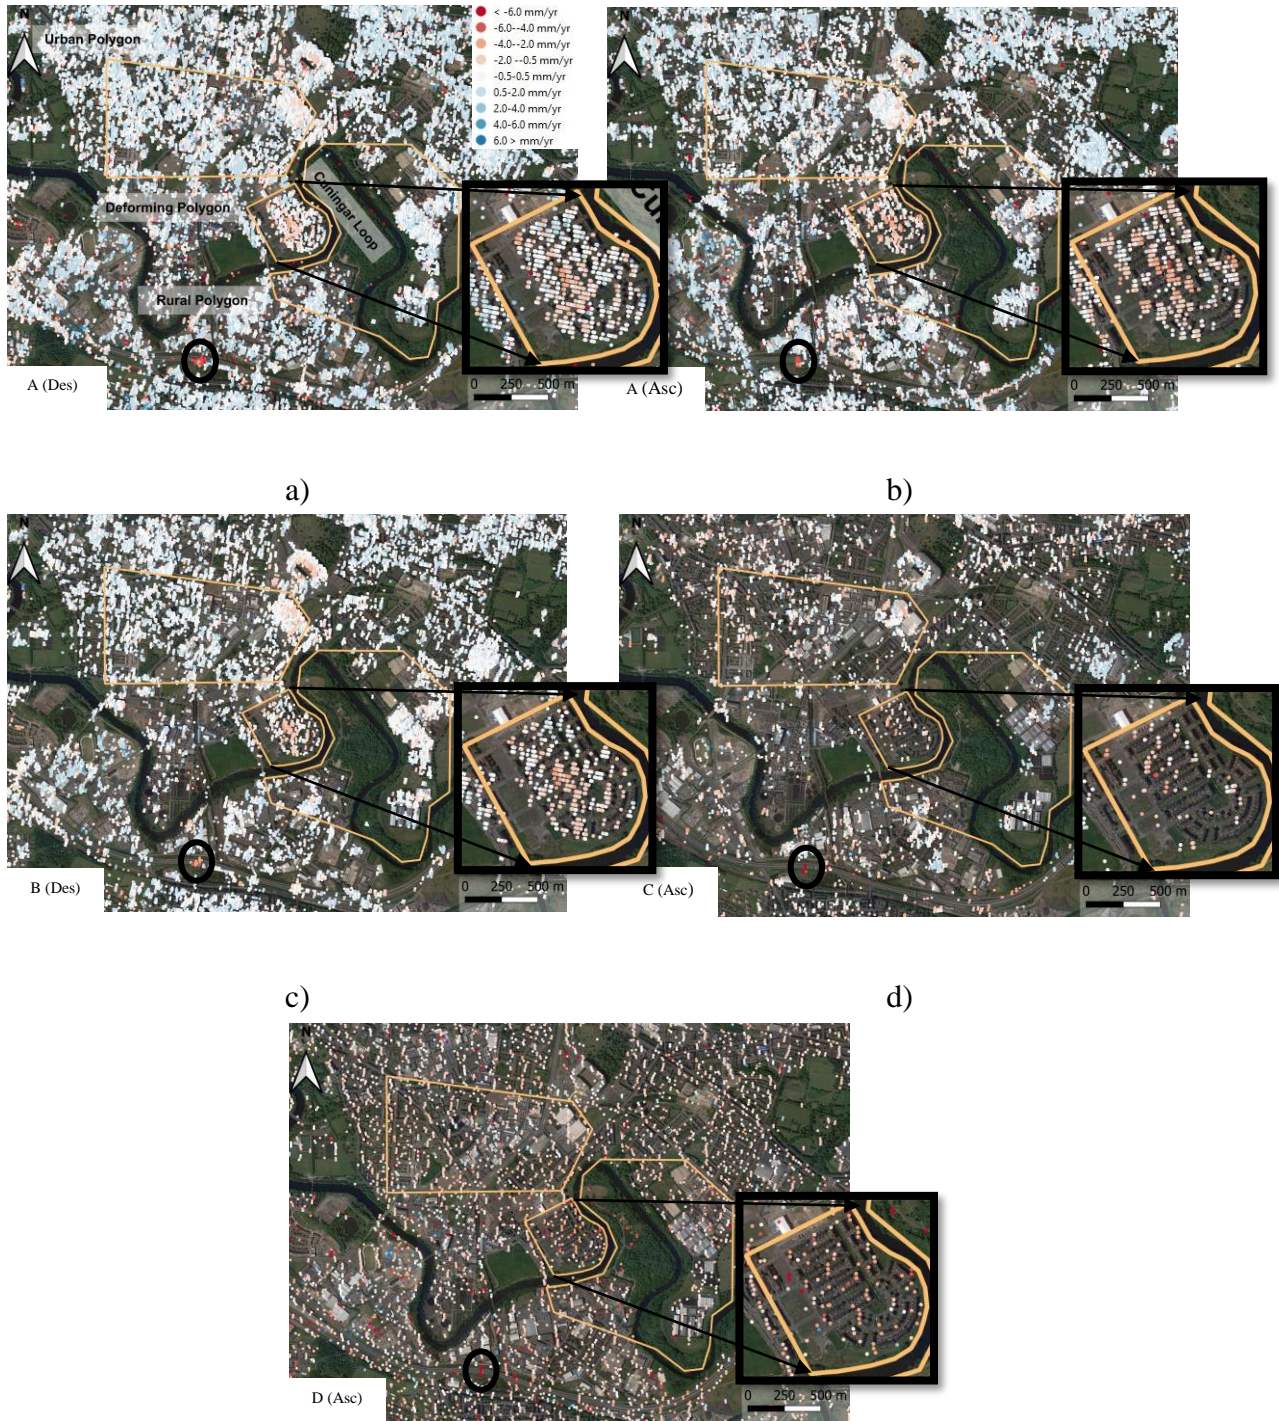 N
Urban Polygon
Deforming Polygon
Rural Polygon
Cuningar Loop
< -6.0 mm/yr
-6.0--4.0 mm/yr
-4.0--2.0 mm/yr
-2.0 --0.5 mm/yr
-0.5-0.5 mm/yr
0.5-2.0 mm/yr
2.0-4.0 mm/yr
4.0-6.0 mm/yr
6.0 > mm/yr
Cu
0 250 500 m
A (Des)
N
0 250 500 m
A (Asc)
a)
b)
N
0 250 500 m
B (Des)
N
0 250 500 m
C (Asc)
c)
d)
N
0 250 500 m
D (Asc)